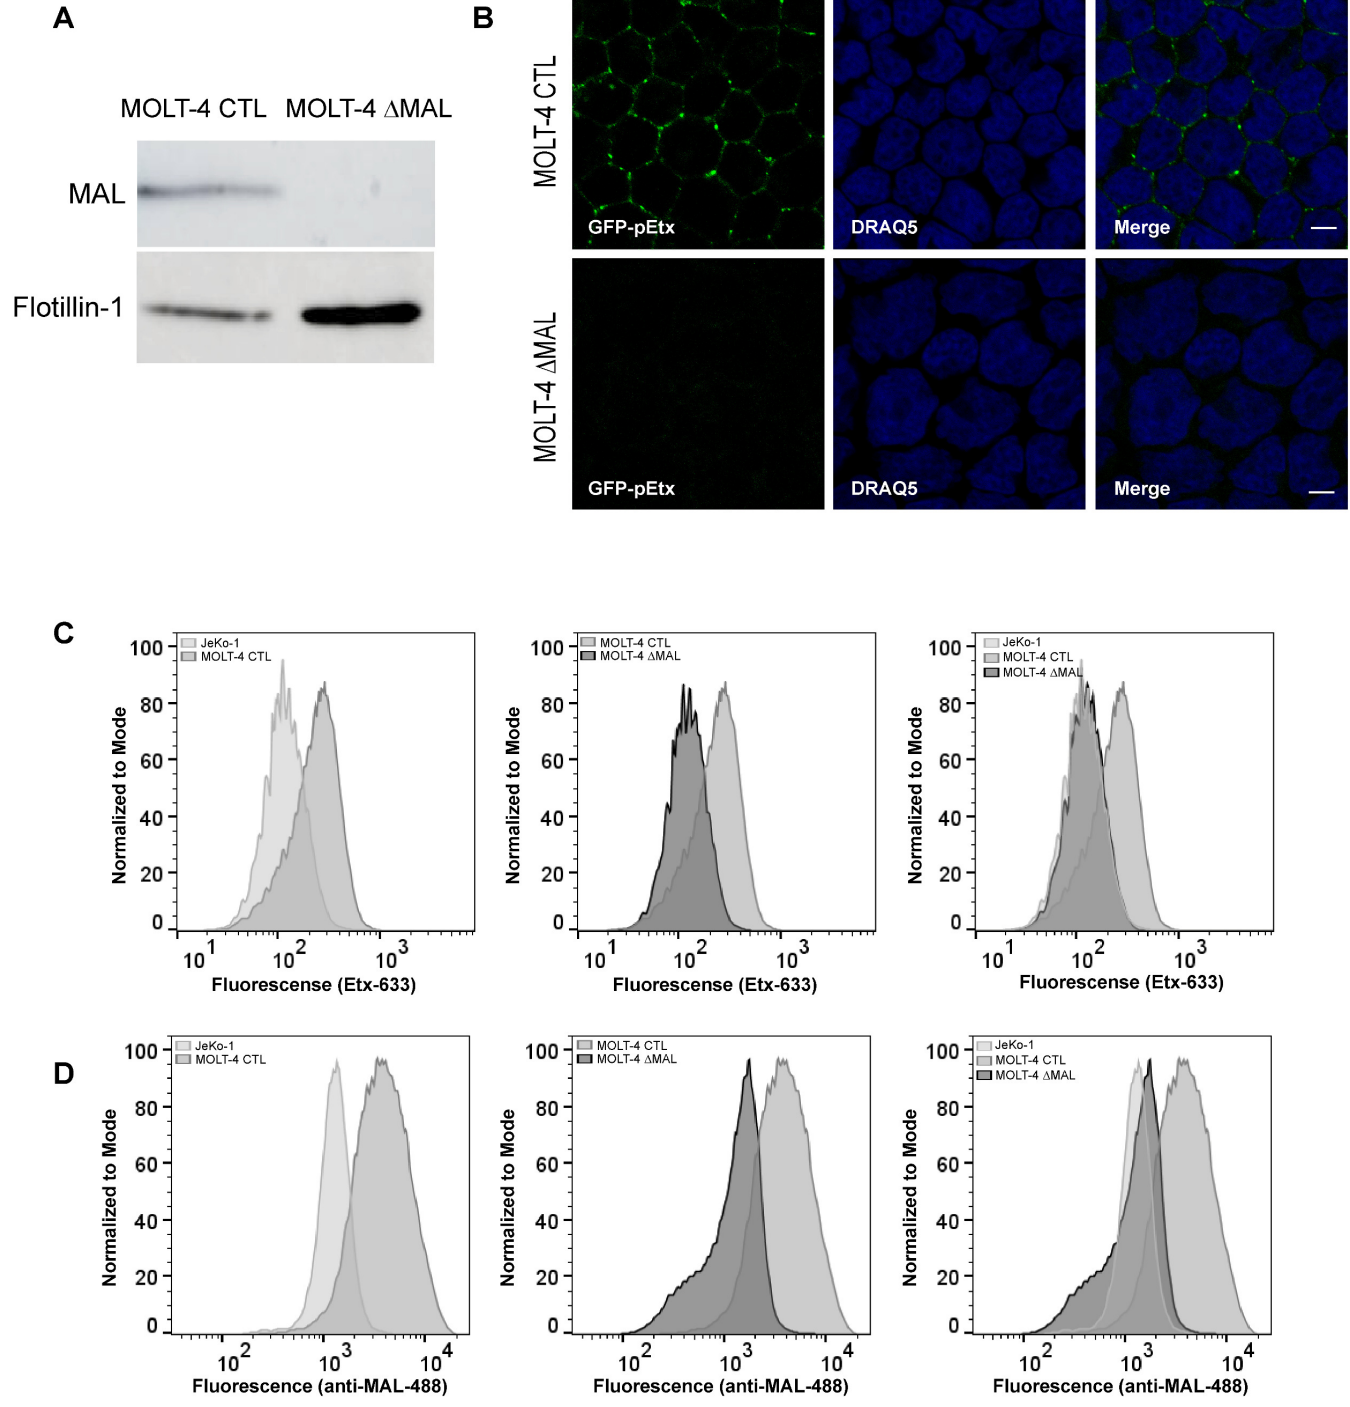 A
MOLT-4 CTL MOLT-4 ΔMAL
MAL
Flotillin-1
B
MOLT-4 CTL
GFP-pEtx
DRAQ5
Merge
MOLT-4 ΔMAL
GFP-pEtx
DRAQ5
Merge
C
JeKo-1
MOLT-4 CTL
Normalized to Mode
100
80
60
40
20
0
10^1 10^2 10^3
Fluorescense (Etx-633)
MOLT-4 CTL
MOLT-4 ΔMAL
Normalized to Mode
100
80
60
40
20
0
10^1 10^2 10^3
Fluorescense (Etx-633)
JeKo-1
MOLT-4 CTL
MOLT-4 ΔMAL
Normalized to Mode
100
80
60
40
20
0
10^1 10^2 10^3
Fluorescense (Etx-633)
D
JeKo-1
MOLT-4 CTL
Normalized to Mode
100
80
60
40
20
0
10^2 10^3 10^4
Fluorescence (anti-MAL-488)
MOLT-4 CTL
MOLT-4 ΔMAL
Normalized to Mode
100
80
60
40
20
0
10^2 10^3 10^4
Fluorescence (anti-MAL-488)
JeKo-1
MOLT-4 CTL
MOLT-4 ΔMAL
Normalized to Mode
100
80
60
40
20
0
10^2 10^3 10^4
Fluorescence (anti-MAL-488)